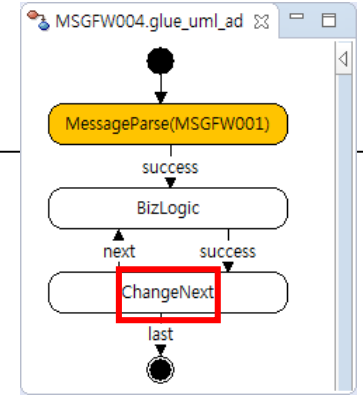 MSGFW004.glue_uml_ad
MessageParse(MSGFW001)
success
BizLogic
next success
ChangeNext
last